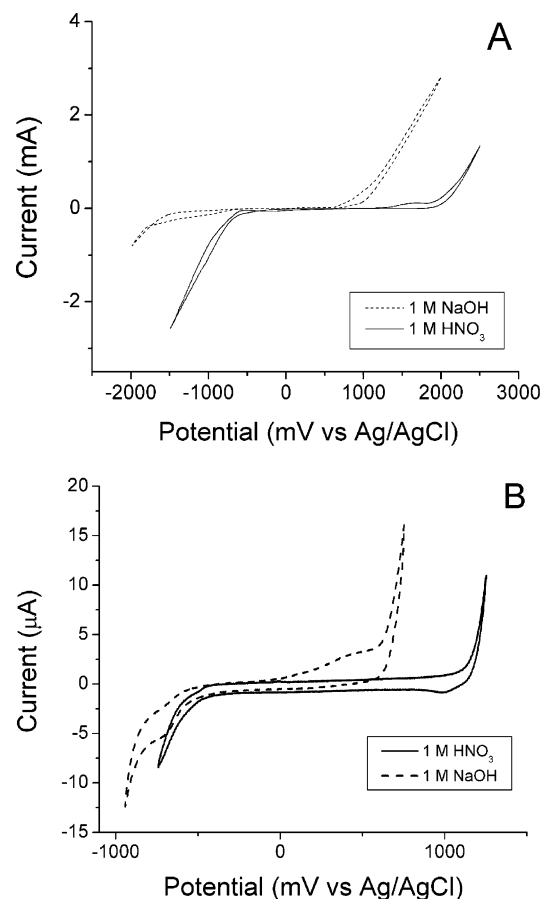 A
4
2
0
-2
Current (mA)
1 M NaOH
1 M HNO₃
-2000 -1000 0 1000 2000 3000
Potential (mV vs Ag/AgCl)
B
20
15
10
5
0
-5
-10
-15
Current (μA)
1 M HNO₃
1 M NaOH
-1000 0 1000
Potential (mV vs Ag/AgCl)